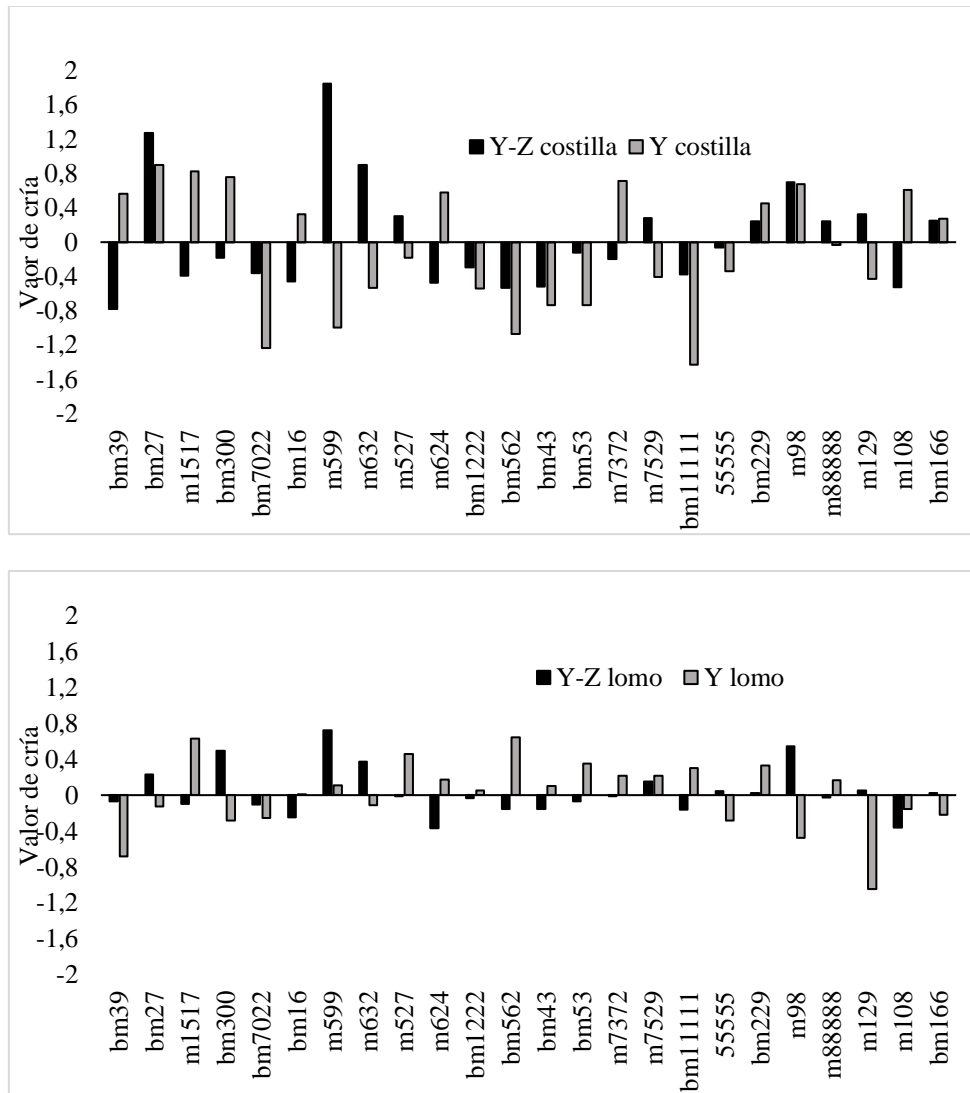 2
1,6
1,2
0,8
0,4
0
-0,4
-0,8
-1,2
-1,6
-2
Vaor de cría
Y-Z costilla Y costilla
bm39
bm27
m1517
bm300
bm7022
bm16
m599
m632
m527
m624
bm1222
bm562
bm43
bm53
m7372
m7529
bm11111
55555
bm229
m98
m88888
m129
m108
bm166
2
1,6
1,2
0,8
0,4
0
-0,4
-0,8
-1,2
-1,6
-2
Valor de cría
Y-Z lomo Y lomo
bm39
bm27
m1517
bm300
bm7022
bm16
m599
m632
m527
m624
bm1222
bm562
bm43
bm53
m7372
m7529
bm11111
55555
bm229
m98
m88888
m129
m108
bm166